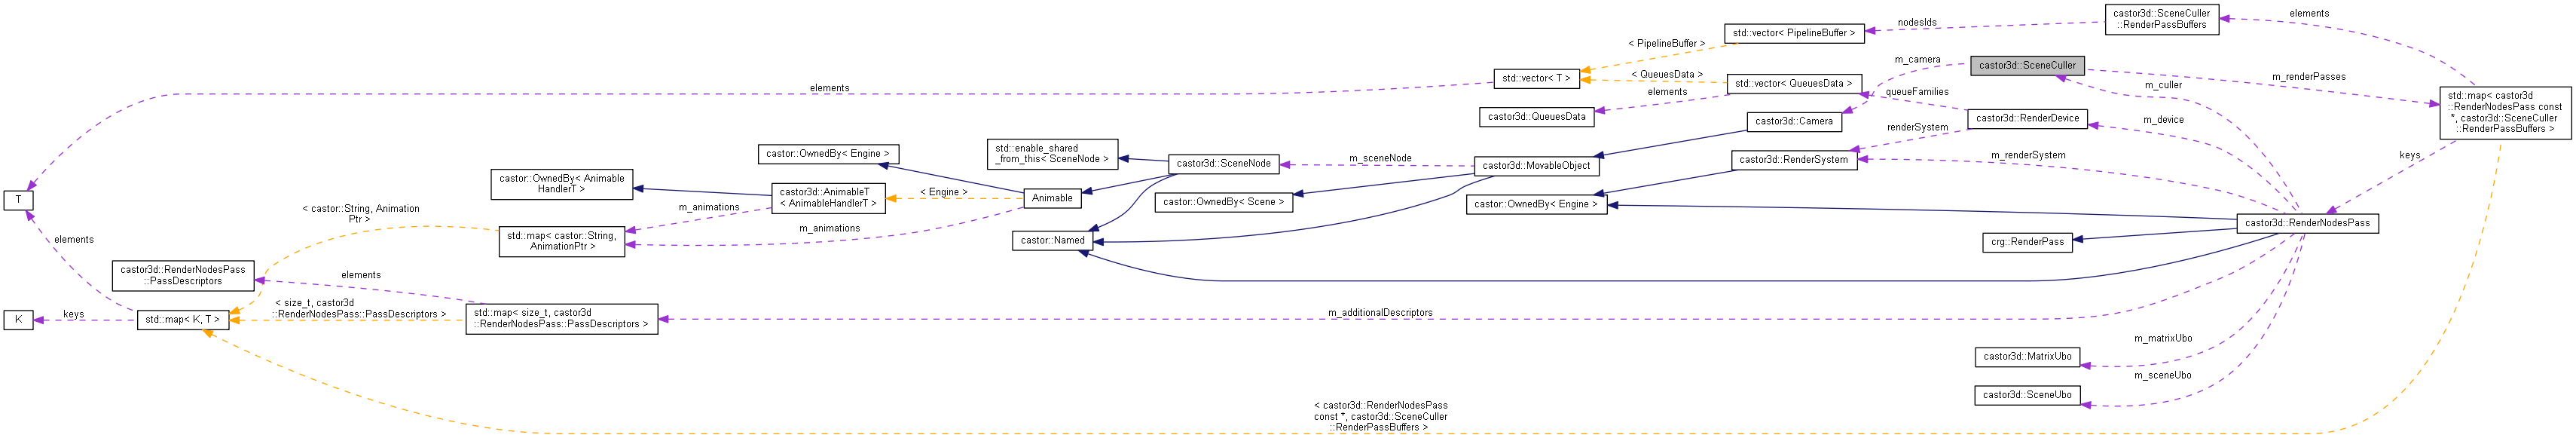 castor3d::SceneCuller
::RenderPassBuffers
elements
nodesIds
std::vector< PipelineBuffer >
< PipelineBuffer >
m_camera
castor3d::SceneCuller
m_renderPasses
std::vector< T >
< QueuesData >
std::vector< QueuesData >
m_culler
elements
elements
queueFamilies
std::map< castor3d
::RenderNodesPass const
*, castor3d::SceneCuller
::RenderPassBuffers >
castor3d::QueuesData
castor3d::Camera
castor3d::RenderDevice
m_device
renderSystem
std::enable_shared
_from_this< SceneNode >
castor::OwnedBy< Engine >
castor3d::SceneNode
m_sceneNode
castor3d::MovableObject
castor3d::RenderSystem
m_renderSystem
keys
castor::OwnedBy< Animable
HandlerT >
castor3d::AnimableT
< AnimableHandlerT >
< Engine >
Animable
castor::OwnedBy< Scene >
castor::OwnedBy< Engine >
T
< castor::String, Animation
Ptr >
m_animations
m_animations
castor3d::RenderNodesPass
std::map< castor::String,
AnimationPtr >
castor::Named
crg::RenderPass
elements
castor3d::RenderNodesPass
::PassDescriptors
elements
< size_t, castor3d
::RenderNodesPass::PassDescriptors >
K
keys
std::map< K, T >
std::map< size_t, castor3d
::RenderNodesPass::PassDescriptors >
m_additionalDescriptors
m_matrixUbo
castor3d::MatrixUbo
m_sceneUbo
castor3d::SceneUbo
< castor3d::RenderNodesPass
const *, castor3d::SceneCuller
::RenderPassBuffers >